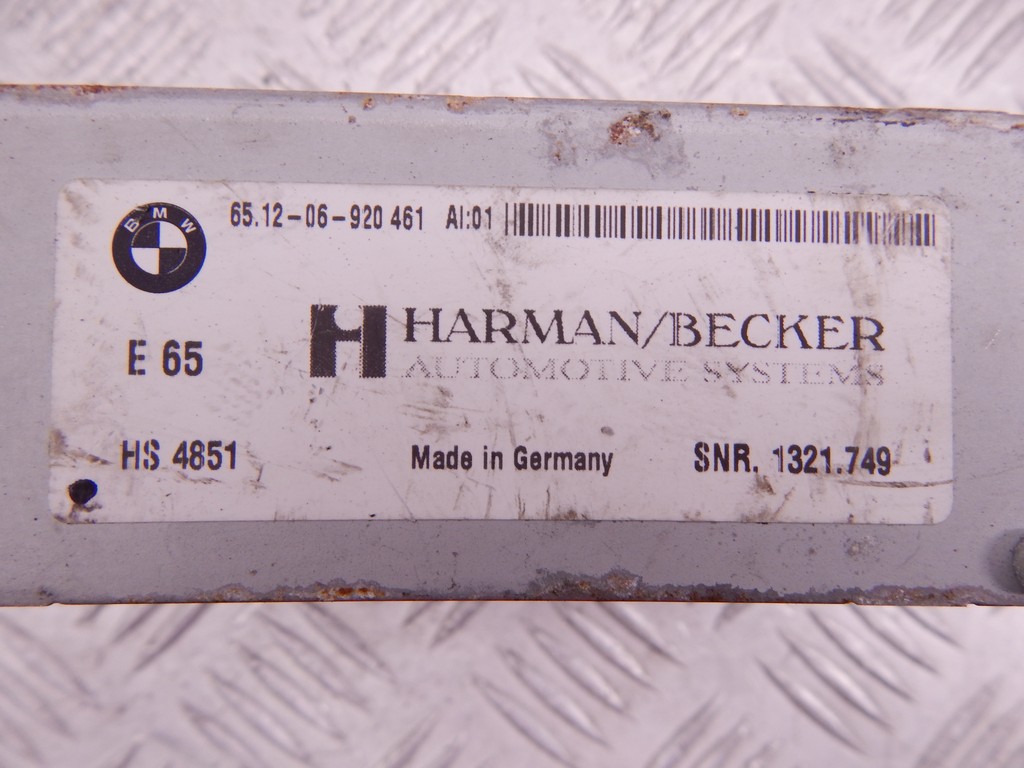 BMW
65.12-06-920 461 AI:01
E 65
H HARMAN/BECKER
AUTOMOTIVE SYSTEMS
HS 4851 Made in Germany SNR. 1321.749